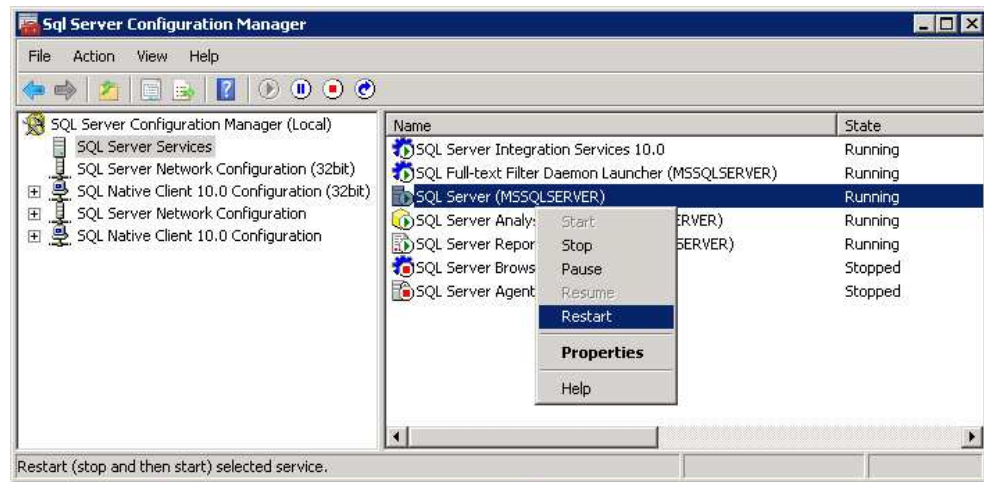 Sql Server Configuration Manager
File Action View Help
SQL Server Configuration Manager (Local)
SQL Server Services
SQL Server Network Configuration (32bit)
SQL Native Client 10.0 Configuration (32bit)
SQL Server Network Configuration
SQL Native Client 10.0 Configuration
Name State
SQL Server Integration Services 10.0 Running
SQL Full-text Filter Daemon Launcher (MSSQLSERVER) Running
SQL Server (MSSQLSERVER) Running
SQL Server Analy ERVER) Running
SQL Server Repor SERVER) Running
SQL Server Brows Stopped
SQL Server Agent Stopped
Start
Stop
Pause
Resume
Restart
Properties
Help
Restart (stop and then start) selected service.